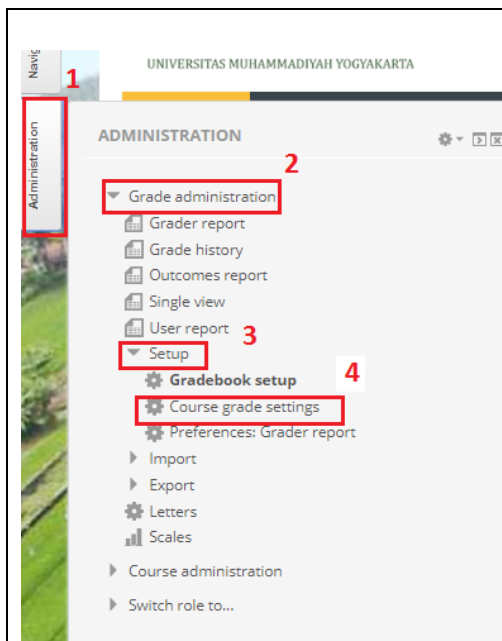 Navig
1
UNIVERSITAS MUHAMMADIYAH YOGYAKARTA
Administration
ADMINISTRATION
2
Grade administration
Grader report
Grade history
Outcomes report
Single view
User report
3
Setup
Gradebook setup
4
Course grade settings
Preferences: Grader report
Import
Export
Letters
Scales
Course administration
Switch role to...